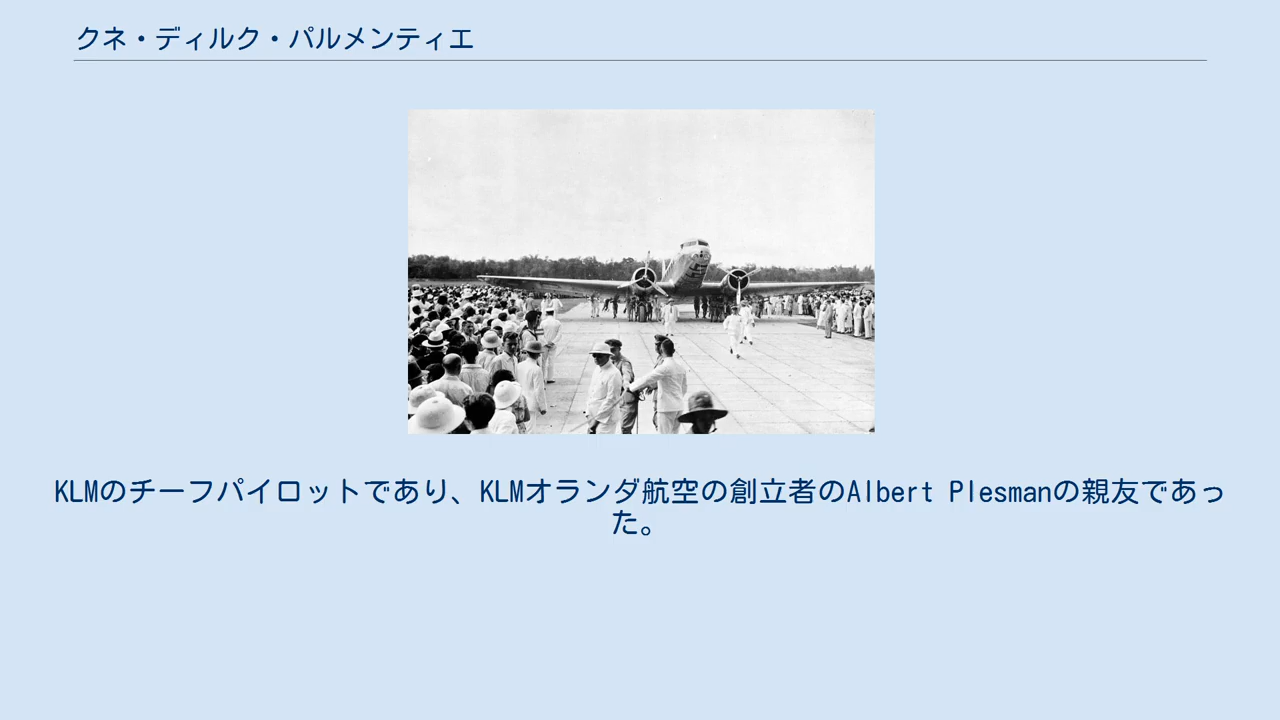 クネ・ディルク・パルメンティエ
KLMのチーフパイロットであり、KLMオランダ航空の創立者のAlbert Plesmanの親友であっ
た。